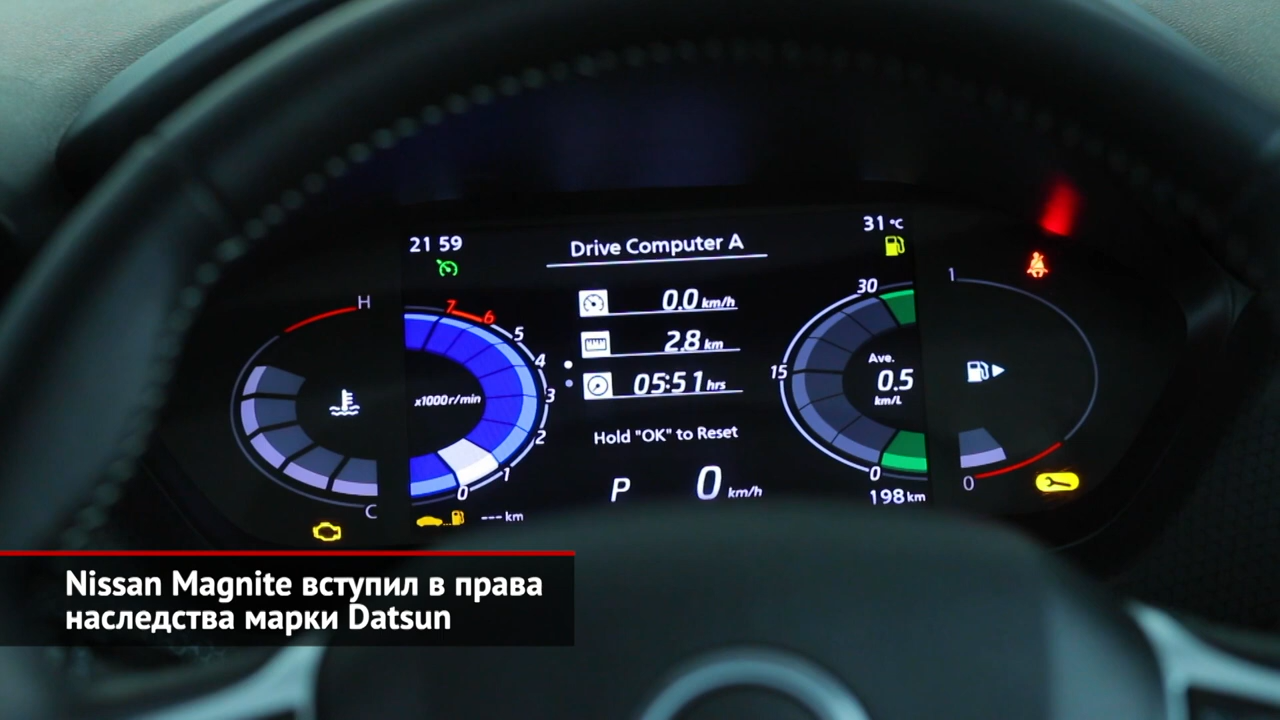 21 59
31 °C
Drive Computer A
H
7
6
5
4
3
2
1
0
x1000 r/min
0.0 km/h
2.8 km
05:51 hrs
Hold "OK" to Reset
P
0 km/h
30
15
0
Ave.
0.5
km/L
198 km
1
0
C
--- km
Nissan Magnite вступил в права
наследства марки Datsun